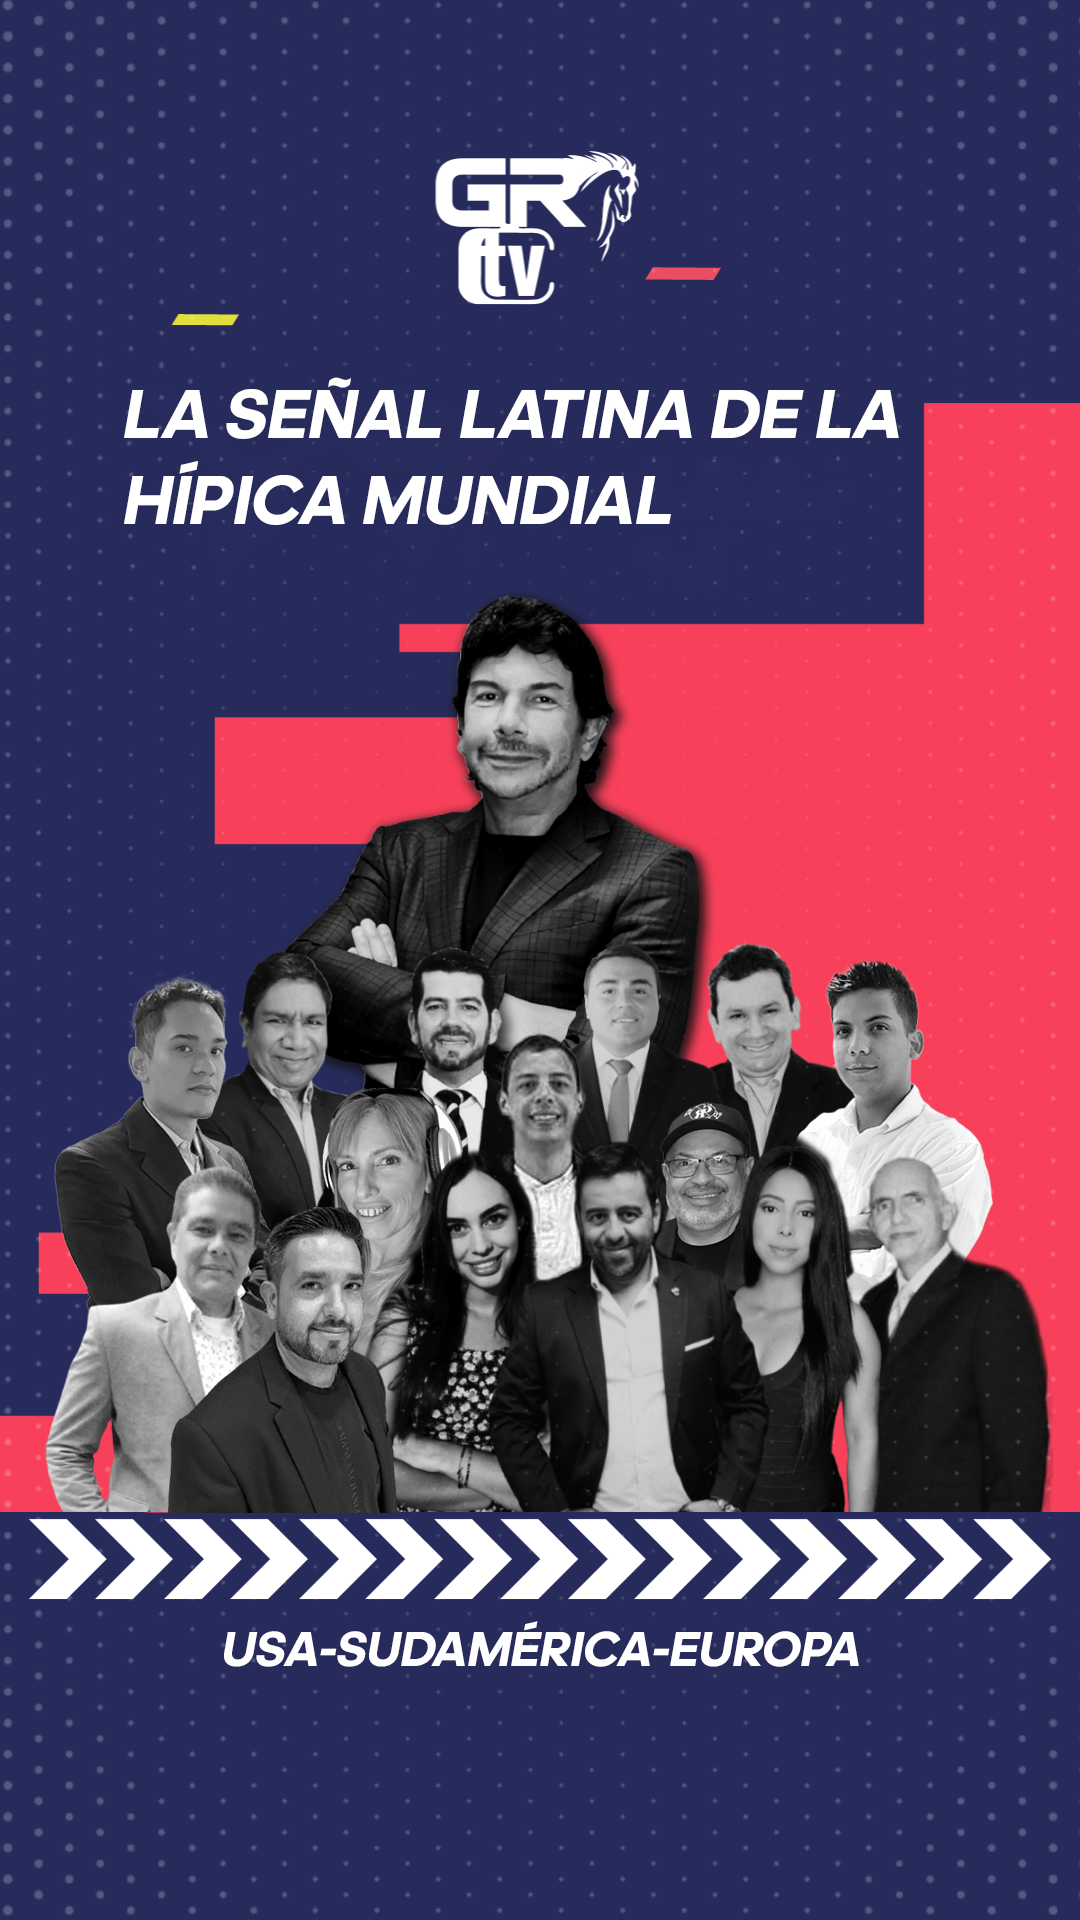 GR
tv
LA SEÑAL LATINA DE LA
HÍPICA MUNDIAL
USA-SUDAMÉRICA-EUROPA